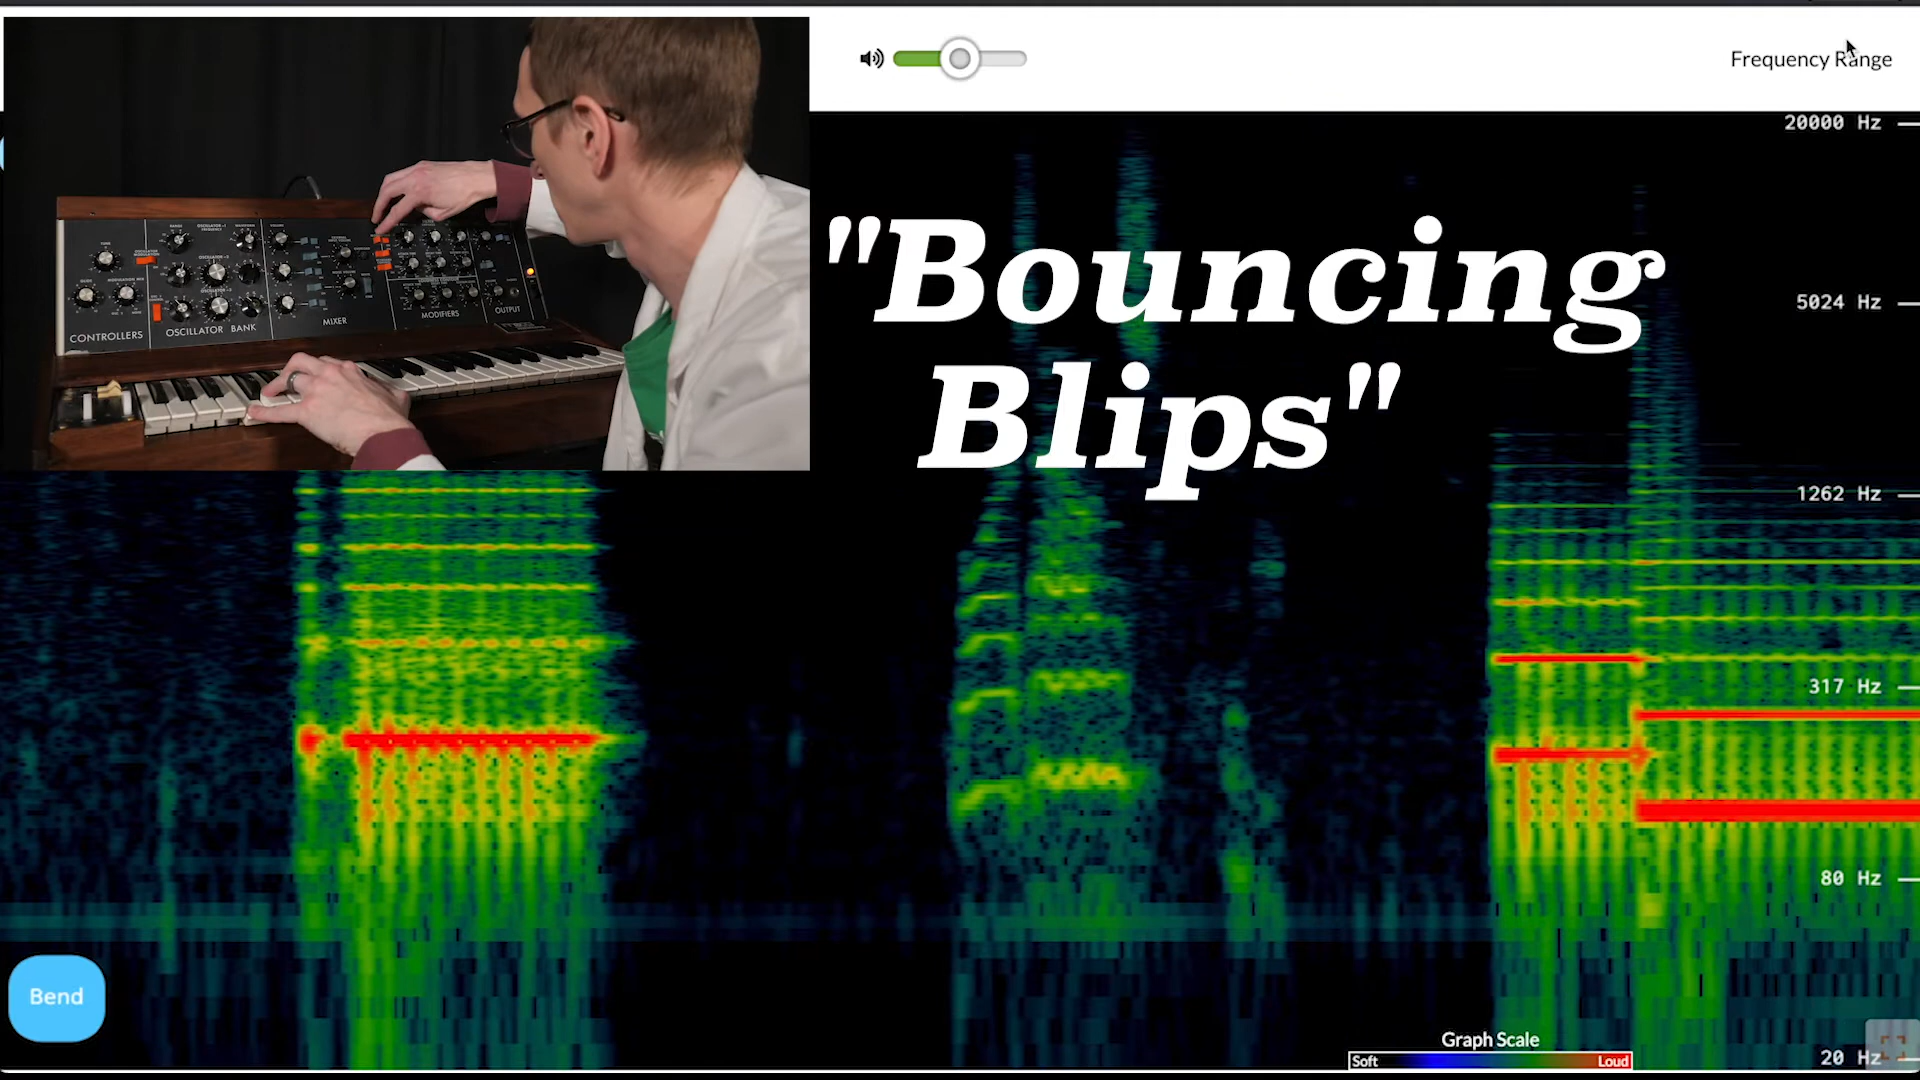 Frequency Range
20000 Hz
"Bouncing
Blips"
5024 Hz
1262 Hz
317 Hz
80 Hz
20 Hz
CONTROLLERS
OSCILLATOR BANK
MIXER
MODIFIERS
OUTPUT
Bend
Graph Scale
Soft
Loud